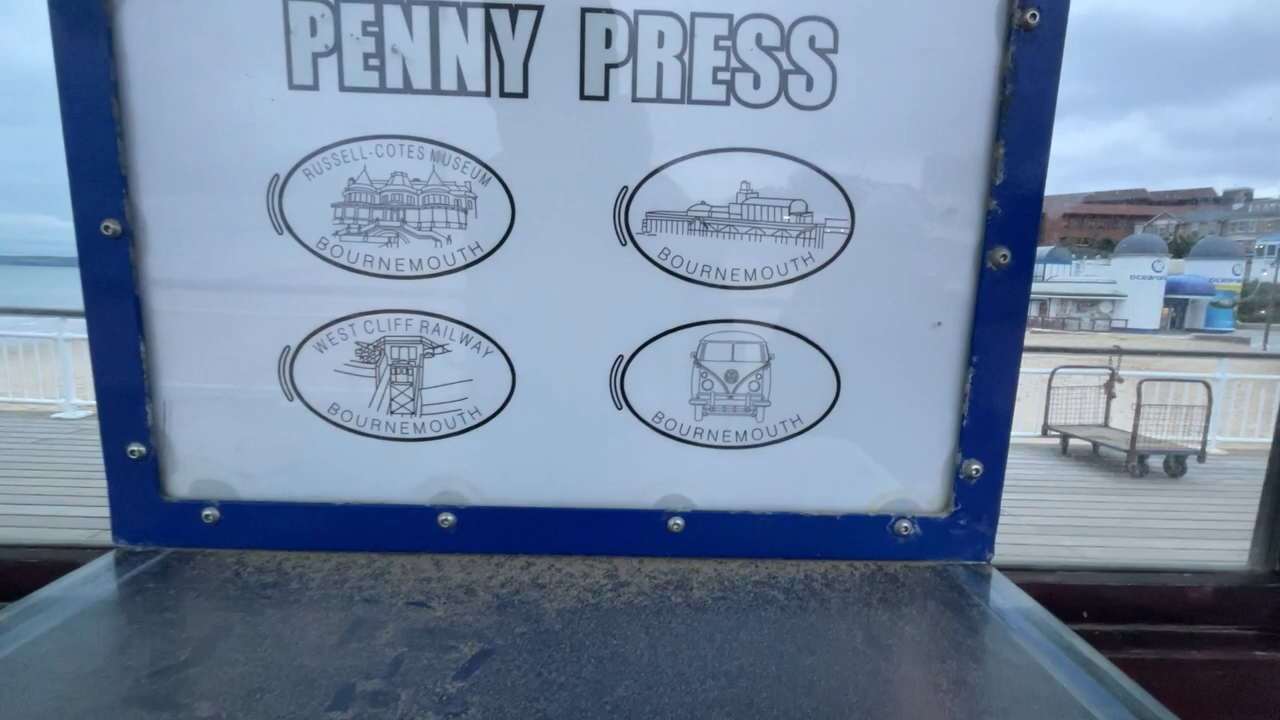 PENNY PRESS
RUSSELL-COTES MUSEUM
BOURNEMOUTH
BOURNEMOUTH
WEST CLIFF RAILWAY
BOURNEMOUTH
BOURNEMOUTH